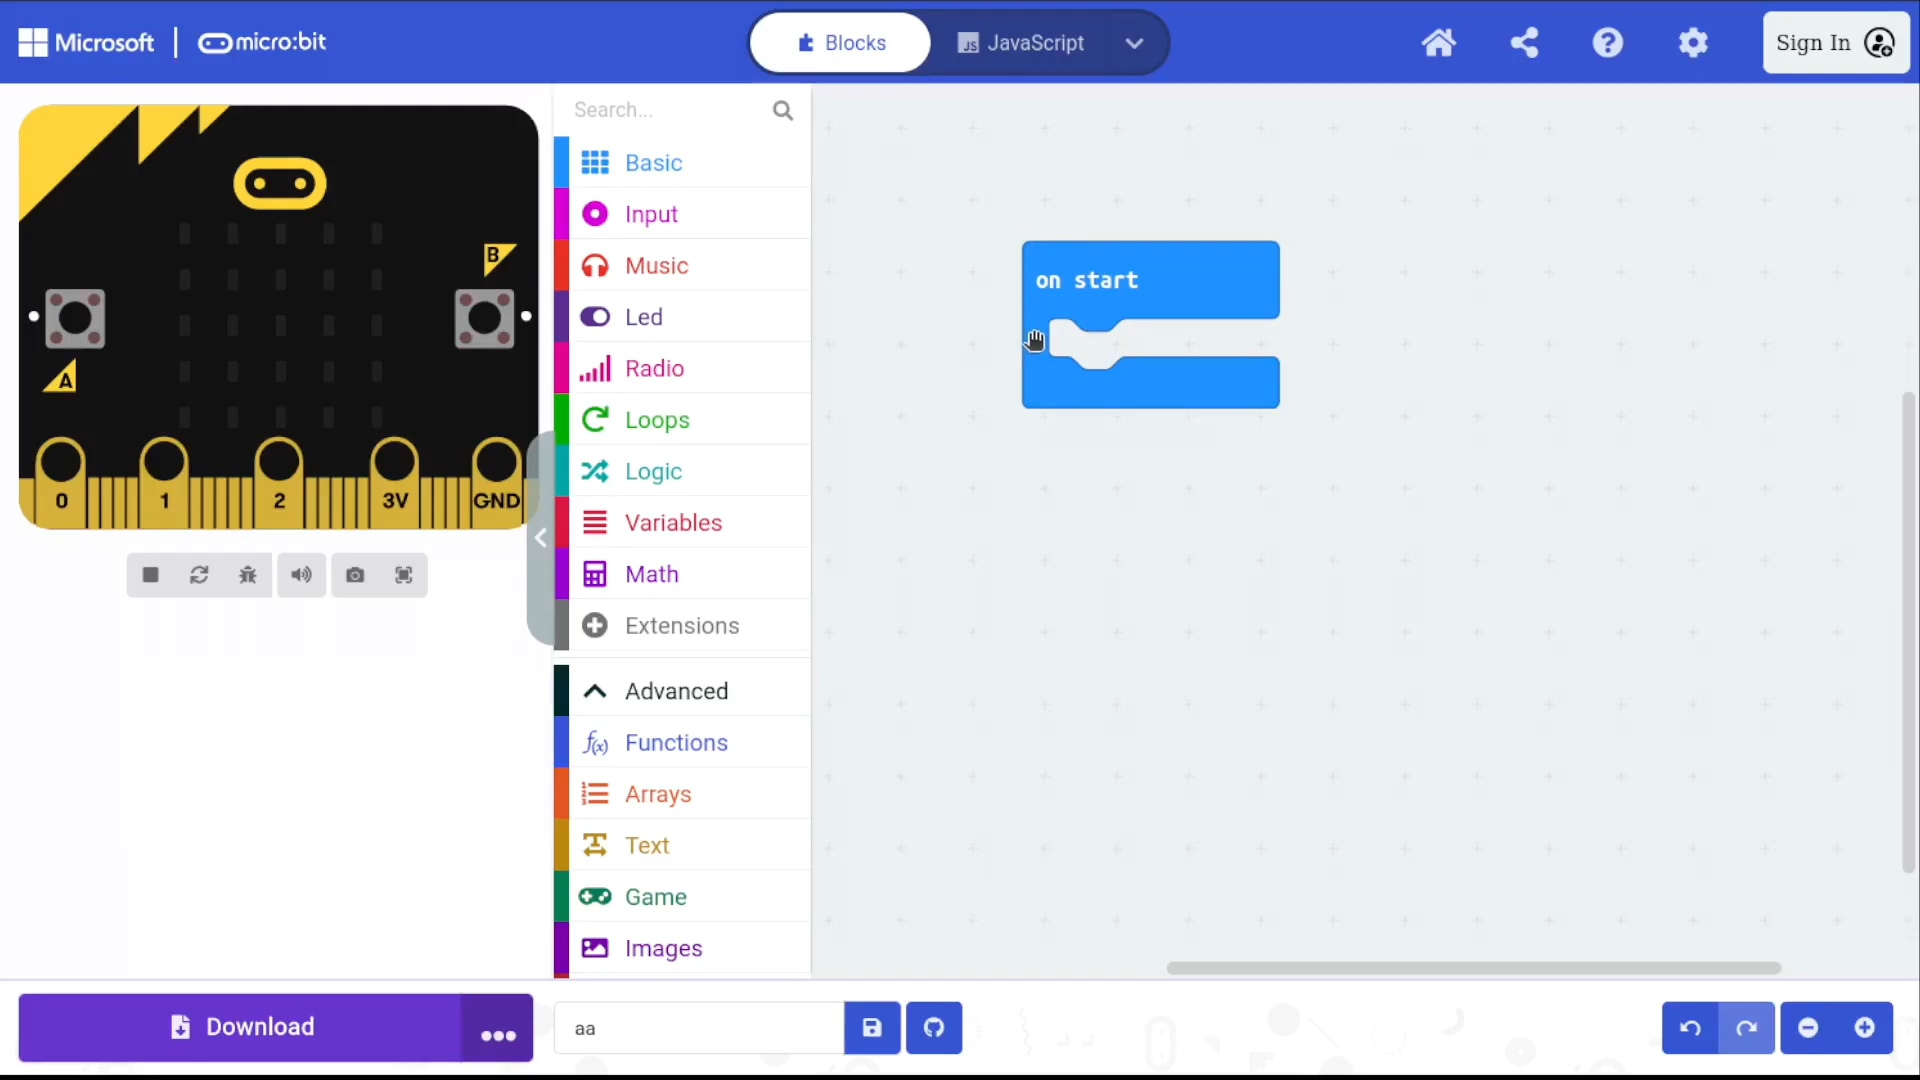 Microsoft | micro:bit
Blocks
JS JavaScript
Sign In
Search...
Basic
Input
Music
Led
Radio
Loops
Logic
Variables
Math
Extensions
Advanced
f(x) Functions
Arrays
Text
Game
Images
on start
B
A
0 1 2 3V GND
Download
aa